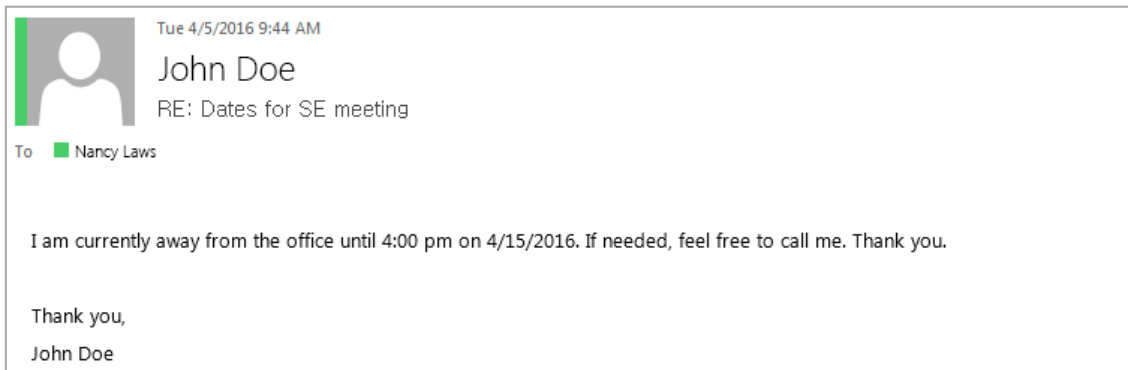 Tue 4/5/2016 9:44 AM
John Doe
RE: Dates for SE meeting
To Nancy Laws
I am currently away from the office until 4:00 pm on 4/15/2016. If needed, feel free to call me. Thank you.
Thank you,
John Doe